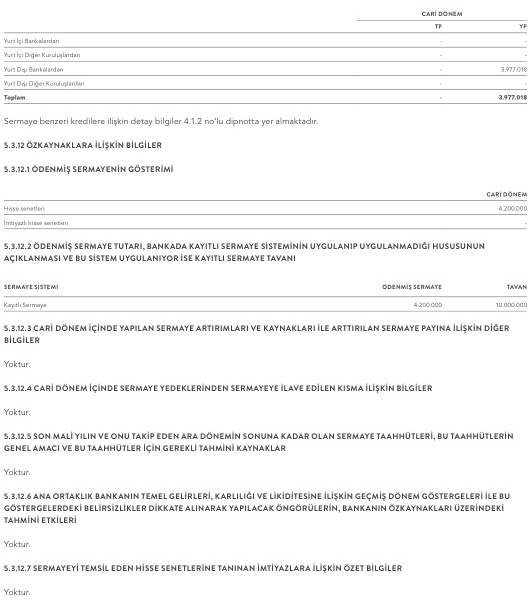 CARİ DÖNEM
TP YP
Yurt İçi Bankalardan - -
Yurt İçi Diğer Kuruluşlardan - -
Yurt Dışı Bankalardan - 3.977.018
Yurt Dışı Diğer Kuruluşlardan - -
Toplam - 3.977.018
Sermaye benzeri kredilere ilişkin detay bilgiler 4.1.2 no'lu dipnotta yer almaktadır.
5.3.12 ÖZKAYNAKLARA İLİŞKİN BİLGİLER
5.3.12.1 ÖDENMİŞ SERMAYENİN GÖSTERİMİ
CARİ DÖNEM
Hisse senetleri 4.200.000
İmtiyazlı hisse senetleri -
5.3.12.2 ÖDENMİŞ SERMAYE TUTARI, BANKADA KAYITLI SERMAYE SİSTEMİNİN UYGULANIP UYGULANMADIĞI HUSUSUNUN
AÇIKLANMASI VE BU SİSTEM UYGULANIYOR İSE KAYITLI SERMAYE TAVANI
SERMAYE SİSTEMİ ÖDENMİŞ SERMAYE TAVAN
Kayıtlı Sermaye 4.200.000 10.000.000
5.3.12.3 CARİ DÖNEM İÇİNDE YAPILAN SERMAYE ARTIRIMLARI VE KAYNAKLARI İLE ARTTIRILAN SERMAYE PAYINA İLİŞKİN DİĞER
BİLGİLER
Yoktur.
5.3.12.4 CARİ DÖNEM İÇİNDE SERMAYE YEDEKLERİNDEN SERMAYEYE İLAVE EDİLEN KISMA İLİŞKİN BİLGİLER
Yoktur.
5.3.12.5 SON MALİ YILIN VE ONU TAKİP EDEN ARA DÖNEMİN SONUNA KADAR OLAN SERMAYE TAAHHÜTLERİ, BU TAAHHÜTLERİN
GENEL AMACI VE BU TAAHHÜTLER İÇİN GEREKLİ TAHMİNİ KAYNAKLAR
Yoktur.
5.3.12.6 ANA ORTAKLIK BANKANIN TEMEL GELİRLERİ, KARLILIĞI VE LİKİDİTESİNE İLİŞKİN GEÇMİŞ DÖNEM GÖSTERGELERİ İLE BU
GÖSTERGELERDEKİ BELİRSİZLİKLER DİKKATE ALINARAK YAPILACAK ÖNGÖRÜLERİN, BANKANIN ÖZKAYNAKLARI ÜZERİNDEKİ
TAHMİNİ ETKİLERİ
Yoktur.
5.3.12.7 SERMAYEYİ TEMSİL EDEN HİSSE SENETLERİNE TANINAN İMTİYAZLARA İLİŞKİN ÖZET BİLGİLER
Yoktur.